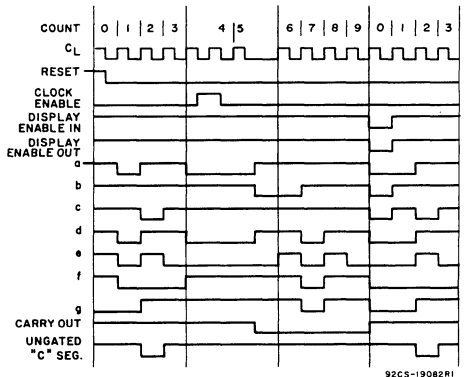 COUNT 0 1 2 3 4 5 6 7 8 9 0 1 2 3
CL
RESET
CLOCK
ENABLE
DISPLAY
ENABLE IN
DISPLAY
ENABLE OUT
a
b
c
d
e
f
g
CARRY OUT
UNGATED
"C" SEG.
92CS-19082R1